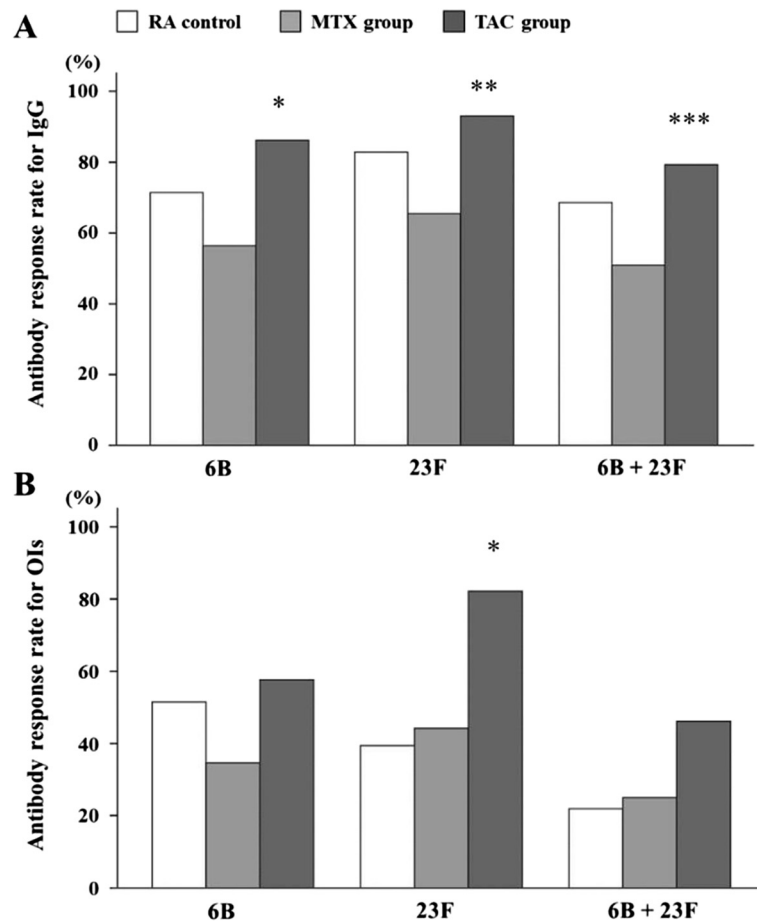 A
RA control MTX group TAC group
(%)
Antibody response rate for IgG
100
80
60
40
20
0
*
**
***
6B 23F 6B + 23F
B
(%)
Antibody response rate for OIs
100
80
60
40
20
0
*
6B 23F 6B + 23F